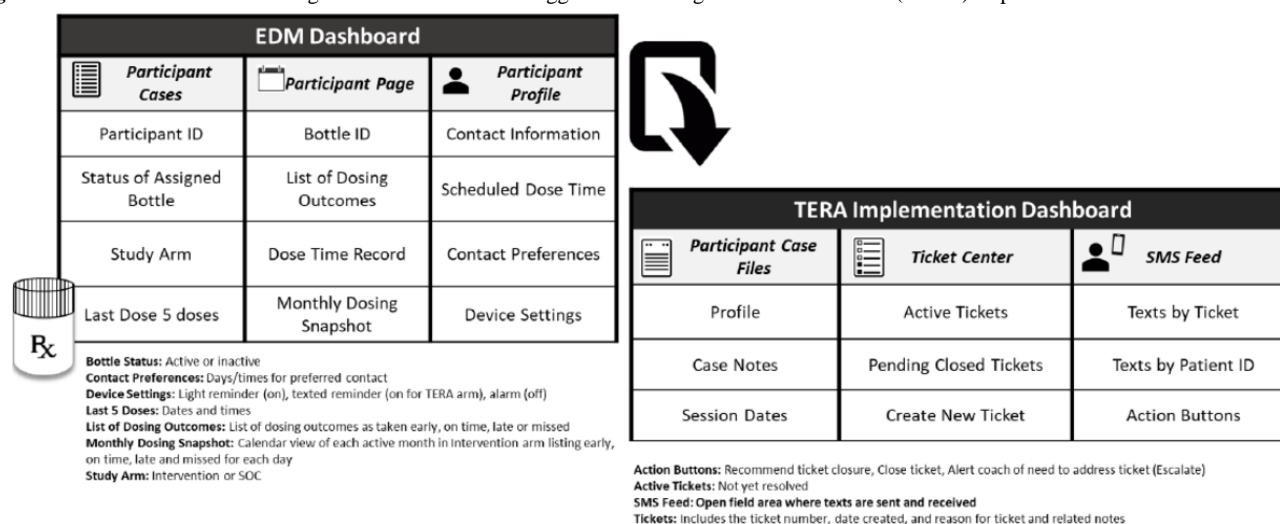 EDM Dashboard
Participant Cases
Participant Page
Participant Profile
Participant ID
Bottle ID
Contact Information
Status of Assigned Bottle
List of Dosing Outcomes
Scheduled Dose Time
Study Arm
Dose Time Record
Contact Preferences
Last Dose 5 doses
Monthly Dosing Snapshot
Device Settings
Rx
Bottle Status: Active or inactive
Contact Preferences: Days/times for preferred contact
Device Settings: Light reminder (on), texted reminder (on for TERA arm), alarm (off)
Last 5 Doses: Dates and times
List of Dosing Outcomes: List of dosing outcomes as taken early, on time, late or missed
Monthly Dosing Snapshot: Calendar view of each active month in Intervention arm listing early,
on time, late and missed for each day
Study Arm: Intervention or SOC
TERA Implementation Dashboard
Participant Case Files
Ticket Center
SMS Feed
Profile
Active Tickets
Texts by Ticket
Case Notes
Pending Closed Tickets
Texts by Patient ID
Session Dates
Create New Ticket
Action Buttons
Action Buttons: Recommend ticket closure, Close ticket, Alert coach of need to address ticket (Escalate)
Active Tickets: Not yet resolved
SMS Feed: Open field area where texts are sent and received
Tickets: Includes the ticket number, date created, and reason for ticket and related notes